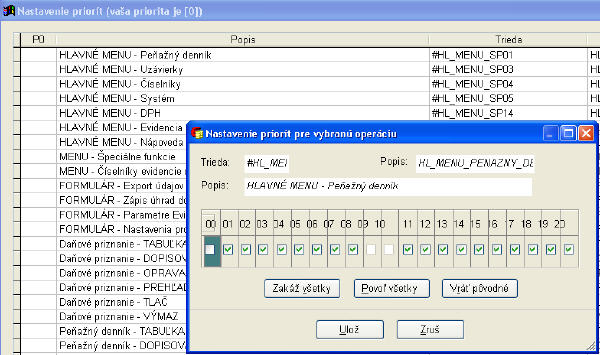 Nastavenie priorít (vaša priorita je [0])
P0 Popis Trieda
HLAVNÉ MENU - Peňažný denník #HL_MENU_SP01
HLAVNÉ MENU - Uzávierky #HL_MENU_SP03
HLAVNÉ MENU - Číselníky #HL_MENU_SP04
HLAVNÉ MENU - Systém #HL_MENU_SP05
HLAVNÉ MENU - DPH #HL_MENU_SP14
HLAVNÉ MENU - Evidencia
HLAVNÉ MENU - Nápoveda
MENU - Špeciálne funkcie
MENU - Číselníky evidencie
FORMULÁR - Export údajov
FORMULÁR - Zápis úhrad do
FORMULÁR - Parametre Evi
FORMULÁR - Nastavenia pro
Daňové priznanie - TABUĽKA
Daňové priznanie - DOPISOV
Daňové priznanie - OPRAVA
Daňové priznanie - PREHĽAD
Daňové priznanie - TLAČ
Daňové priznanie - VÝMAZ
Peňažný denník - TABUĽKA
Peňažný denník - DOPISOV
Nastavenie priorít pre vybranú operáciu
Trieda: #HL_MEN Popis: HL_MENU_PENAZNY_DE
Popis: HLAVNÉ MENU - Peňažný denník
00 01 02 03 04 05 06 07 08 09 10 11 12 13 14 15 16 17 18 19 20
Zakáž všetky Povoľ všetky Vráť pôvodné
Ulož Zruš